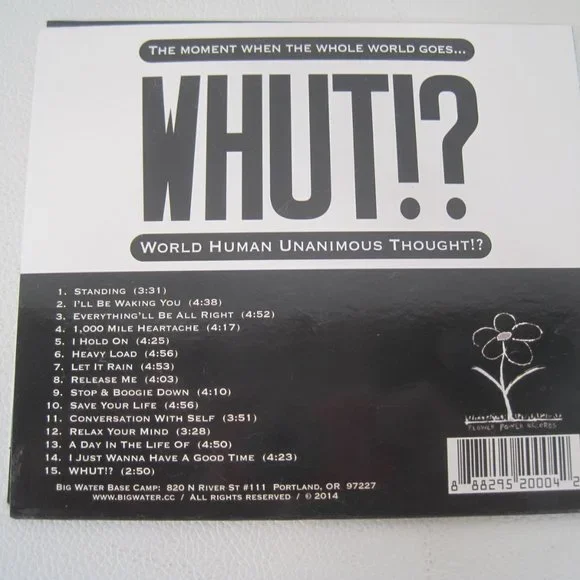 The moment when the whole world goes...
WHUT!?
World Human Unanimous Thought!?
1. Standing (3:31)
2. I'll Be Waking You (4:38)
3. Everything'll Be All Right (4:52)
4. 1,000 Mile Heartache (4:17)
5. I Hold On (4:25)
6. Heavy Load (4:56)
7. Let It Rain (4:53)
8. Release Me (4:03)
9. Stop & Boogie Down (4:10)
10. Save Your Life (4:56)
11. Conversation With Self (3:51)
12. Relax Your Mind (3:28)
13. A Day In The Life Of (4:50)
14. I Just Wanna Have A Good Time (4:23)
15. WHUT!? (2:50)
Big Water Base Camp: 820 N River St #111 Portland, OR 97227
www.bigwater.cc / All rights reserved / © 2014
Flower Power Records
8 88295 20004 2